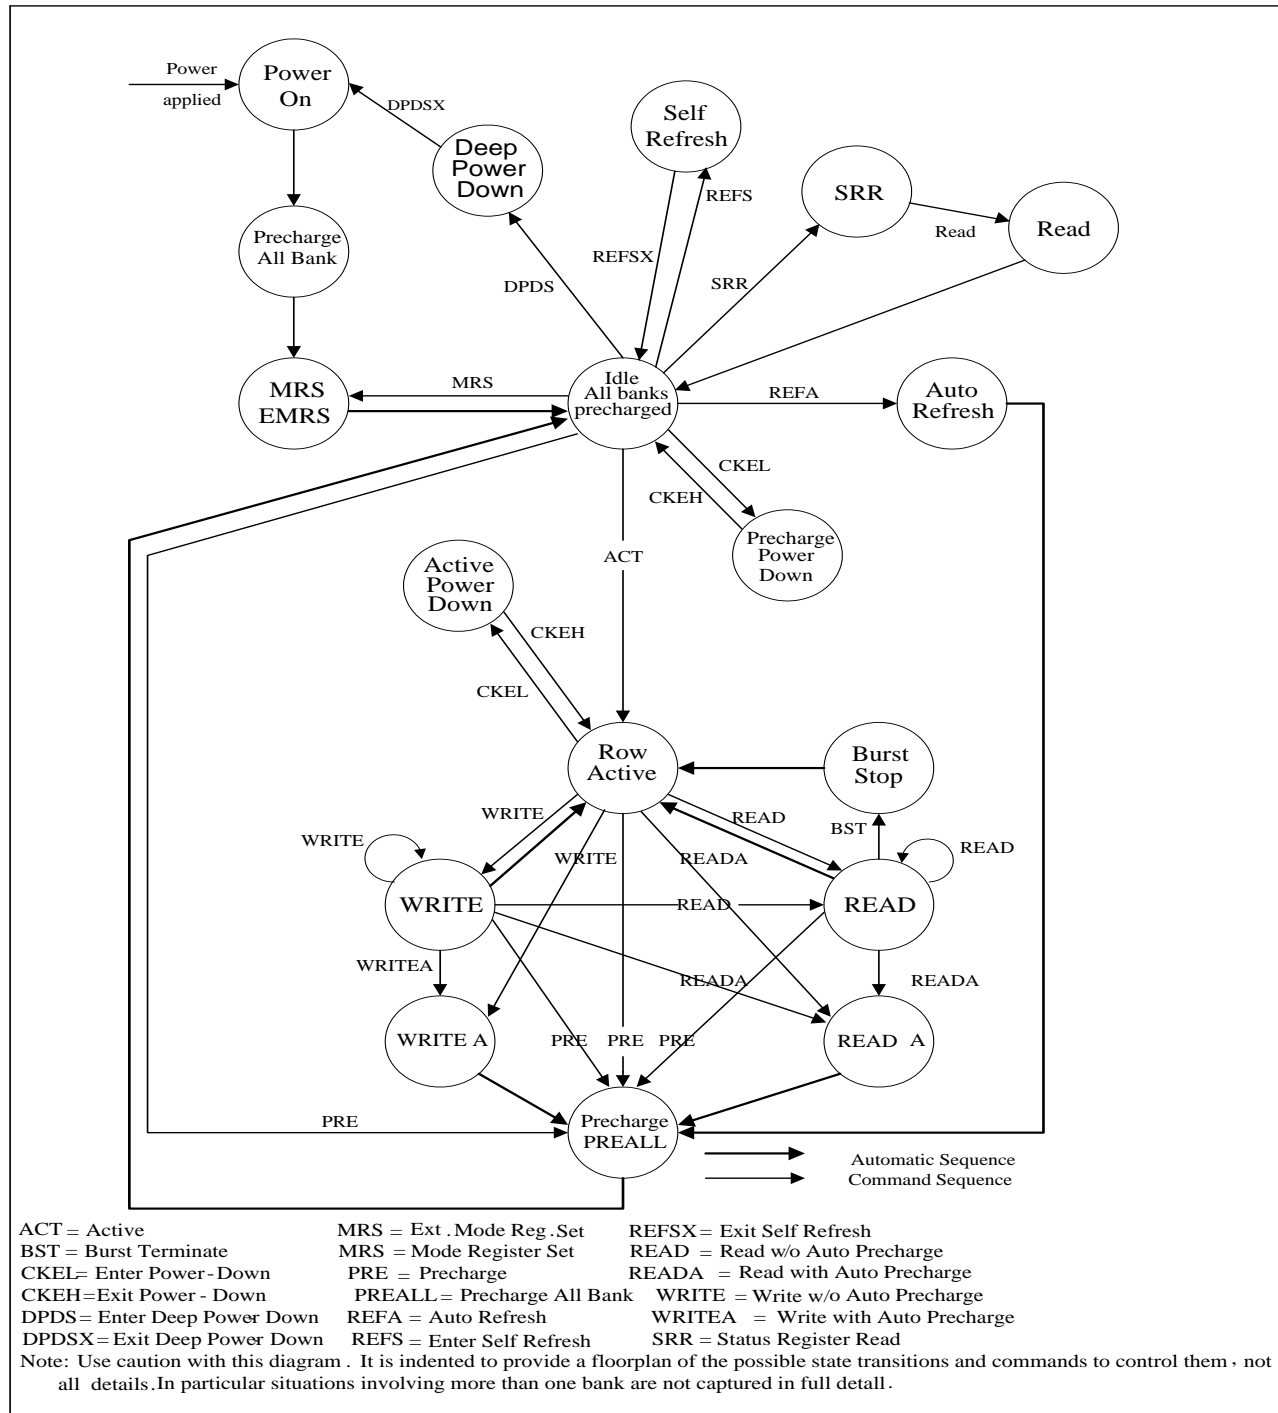 Power
applied
Power
On
DPDSX
Deep
Power
Down
Self
Refresh
REFS
SRR
Read
Read
Precharge
All Bank
REFSX
DPDS
SRR
MRS
EMRS
MRS
Idle
All banks
precharged
REFA
Auto
Refresh
CKEL
CKEH
Precharge
Power
Down
ACT
Active
Power
Down
CKEH
CKEL
Row
Active
Burst
Stop
WRITE
WRITE
WRITE
READA
READ
BST
READ
WRITE
READ
READ
WRITEA
READA
READA
WRITE A
PRE
PRE
PRE
READ A
PRE
Precharge
PREALL
Automatic Sequence
Command Sequence
ACT = Active MRS = Ext . Mode Reg . Set REFSX = Exit Self Refresh
BST = Burst Terminate MRS = Mode Register Set READ = Read w/o Auto Precharge
CKEL= Enter Power - Down PRE = Precharge READA = Read with Auto Precharge
CKEH=Exit Power - Down PREALL = Precharge All Bank WRITE = Write w/o Auto Precharge
DPDS = Enter Deep Power Down REFA = Auto Refresh WRITEA = Write with Auto Precharge
DPDSX= Exit Deep Power Down REFS = Enter Self Refresh SRR = Status Register Read
Note: Use caution with this diagram . It is indented to provide a floorplan of the possible state transitions and commands to control them , not
all details.In particular situations involving more than one bank are not captured in full detall .